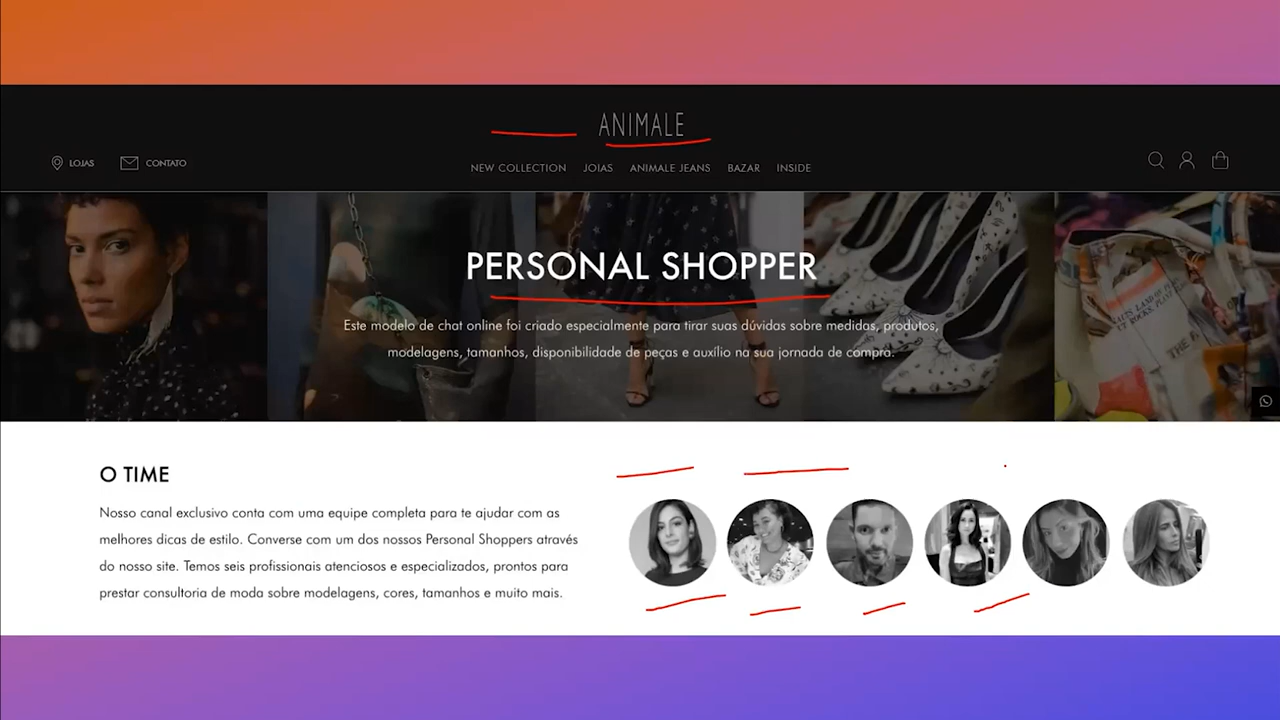 ANIMALE
LOJAS
CONTATO
NEW COLLECTION
JOIAS
ANIMALE JEANS
BAZAR
INSIDE
PERSONAL SHOPPER
Este modelo de chat online foi criado especialmente para tirar suas dúvidas sobre medidas, produtos,
modelagens, tamanhos, disponibilidade de peças e auxílio na sua jornada de compra.
O TIME
Nosso canal exclusivo conta com uma equipe completa para te ajudar com as
melhores dicas de estilo. Converse com um dos nossos Personal Shoppers através
do nosso site. Temos seis profissionais atenciosos e especializados, prontos para
prestar consultoria de moda sobre modelagens, cores, tamanhos e muito mais.